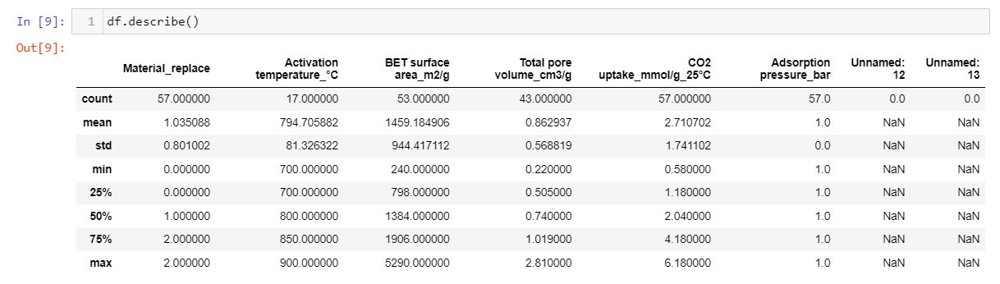 In [9]: 1 df.describe()
Out[9]:
Material_replace Activation temperature_°C BET surface area_m2/g Total pore volume_cm3/g CO2 uptake_mmol/g_25°C Adsorption pressure_bar Unnamed: 12 Unnamed: 13
count 57.000000 17.000000 53.000000 43.000000 57.000000 57.0 0.0 0.0
mean 1.035088 794.705882 1459.184906 0.862937 2.710702 1.0 NaN NaN
std 0.801002 81.326322 944.417112 0.568819 1.741102 0.0 NaN NaN
min 0.000000 700.000000 240.000000 0.220000 0.580000 1.0 NaN NaN
25% 0.000000 700.000000 798.000000 0.505000 1.180000 1.0 NaN NaN
50% 1.000000 800.000000 1384.000000 0.740000 2.040000 1.0 NaN NaN
75% 2.000000 850.000000 1906.000000 1.019000 4.180000 1.0 NaN NaN
max 2.000000 900.000000 5290.000000 2.810000 6.180000 1.0 NaN NaN